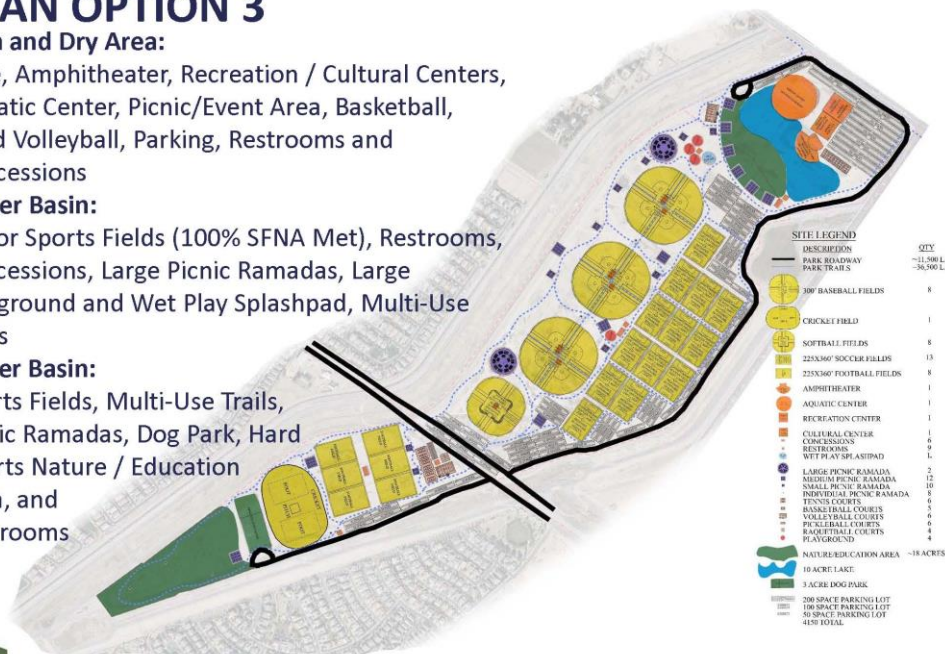 AN OPTION 3
and Dry Area:
, Amphitheater, Recreation / Cultural Centers,
atic Center, Picnic/Event Area, Basketball,
d Volleyball, Parking, Restrooms and
cessions
er Basin:
or Sports Fields (100% SFNA Met), Restrooms,
cessions, Large Picnic Ramadas, Large
ground and Wet Play Splashpad, Multi-Use
s
er Basin:
rts Fields, Multi-Use Trails,
ic Ramadas, Dog Park, Hard
rts Nature / Education
, and
rooms
SITE LEGEND
DESCRIPTION QTY
PARK ROADWAY ~11,500 L
PARK TRAILS ~36,500 L
300' BASEBALL FIELDS 8
CRICKET FIELD 1
SOFTBALL FIELDS 8
225X360' SOCCER FIELDS 13
225X360' FOOTBALL FIELDS 8
AMPHITHEATER 1
AQUATIC CENTER 1
RECREATION CENTER 1
CULTURAL CENTER 1
CONCESSIONS 6
RESTROOMS 9
WET PLAY SPLASHPAD 1
LARGE PICNIC RAMADA 2
MEDIUM PICNIC RAMADA 12
SMALL PICNIC RAMADA 10
INDIVIDUAL PICNIC RAMADA 8
TENNIS COURTS 6
BASKETBALL COURTS 5
VOLLEYBALL COURTS 6
PICKLEBALL COURTS 6
RAQUETBALL COURTS 4
PLAYGROUND 4
NATURE/EDUCATION AREA ~18 ACRES
10 ACRE LAKE
3 ACRE DOG PARK
200 SPACE PARKING LOT
100 SPACE PARKING LOT
50 SPACE PARKING LOT
4150 TOTAL